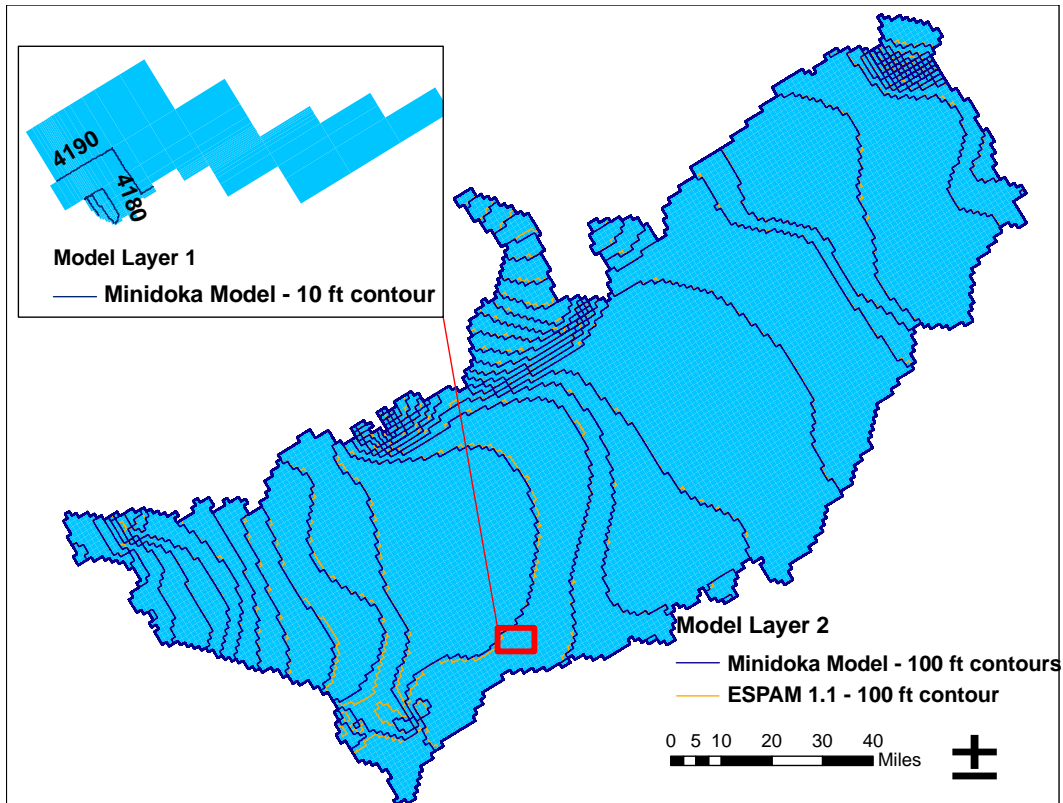 4190
4180
Model Layer 1
Minidoka Model - 10 ft contour
Model Layer 2
Minidoka Model - 100 ft contours
ESPAM 1.1 - 100 ft contour
0 5 10 20 30 40
Miles